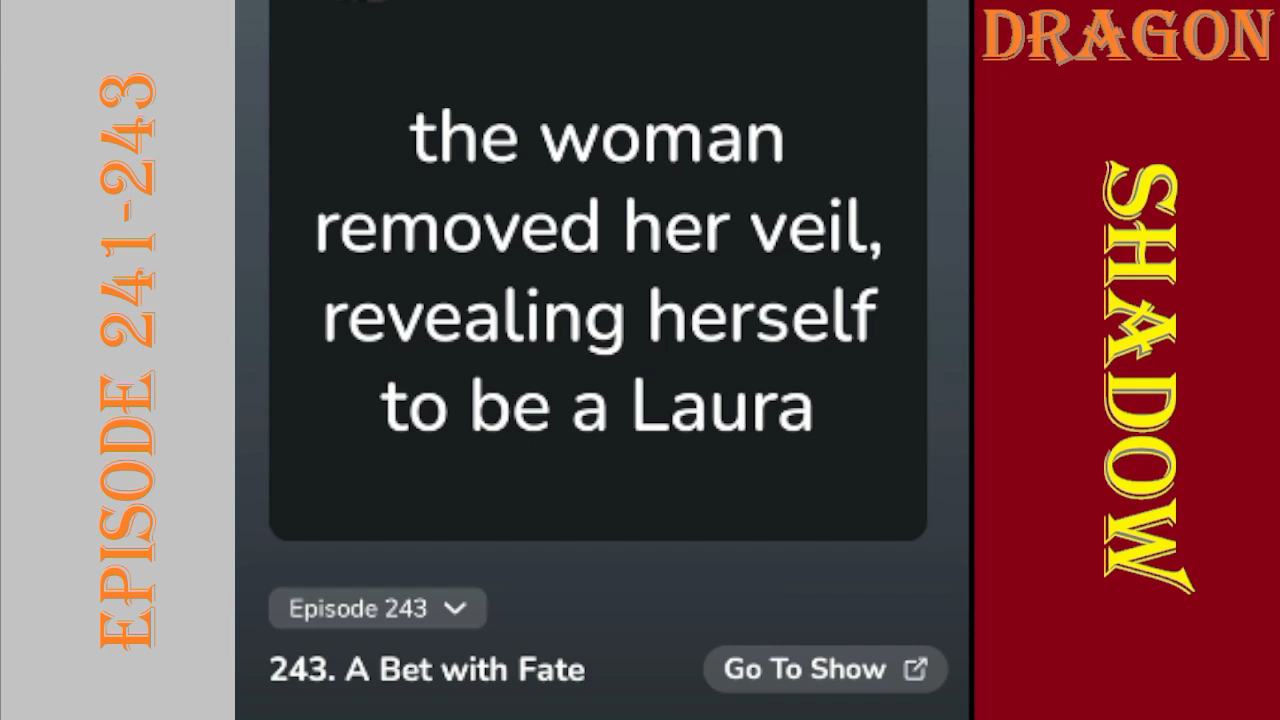 EPISODE 241-243
the woman
removed her veil,
revealing herself
to be a Laura
Episode 243
243. A Bet with Fate
Go To Show
DRAGON
SHADOW